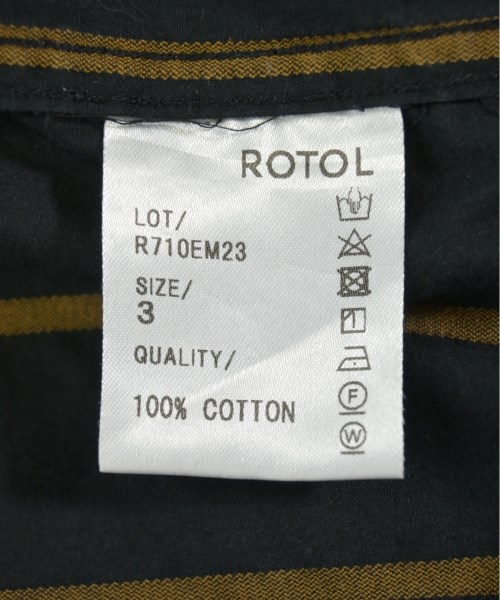 ROTOL
LOT/
R710EM23
SIZE/
3
QUALITY/
100% COTTON
F
W